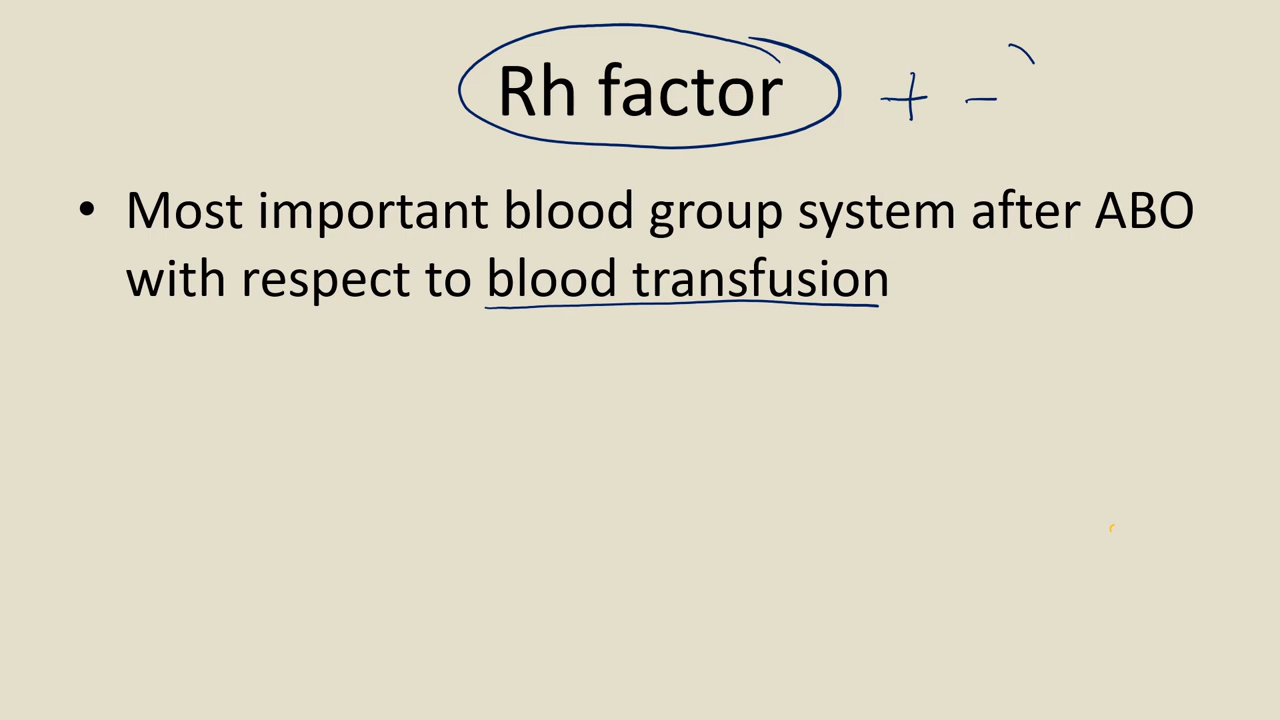 Rh factor + -
• Most important blood group system after ABO
with respect to blood transfusion